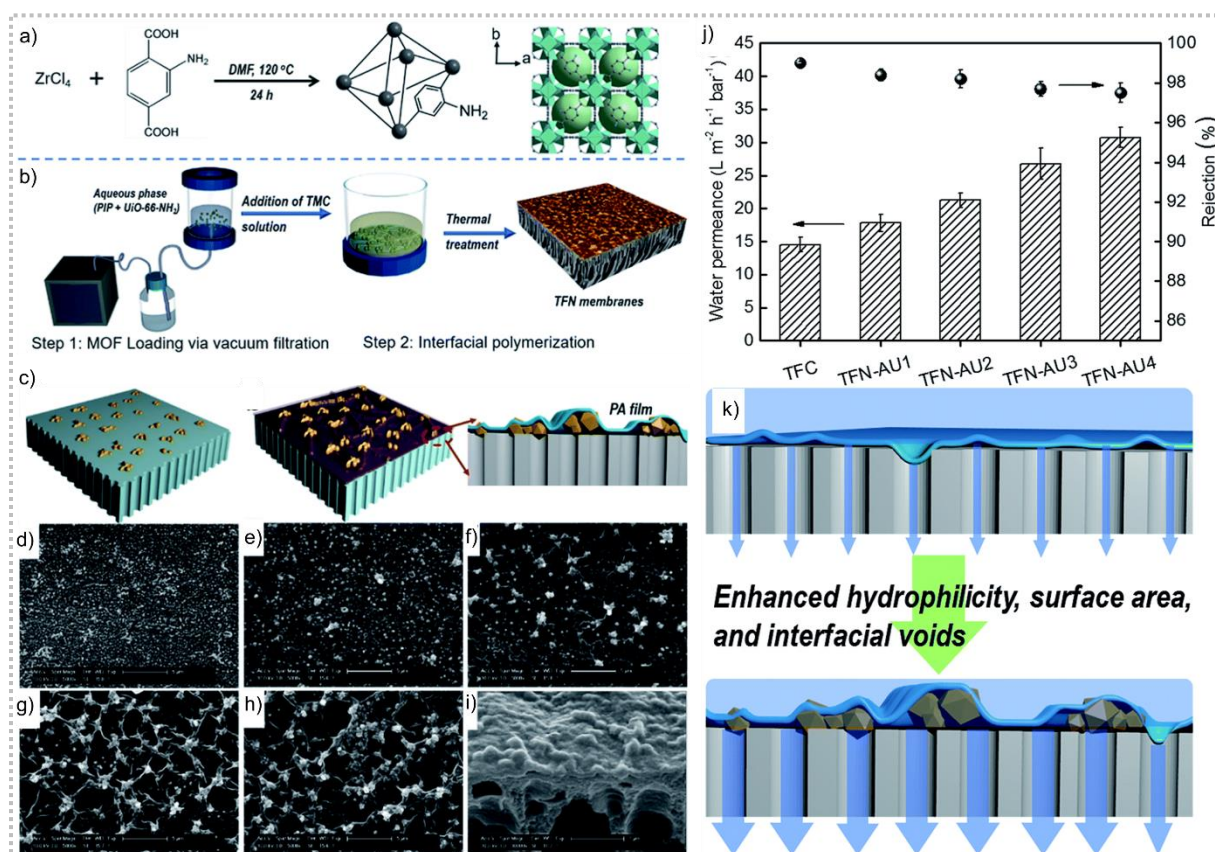 a)
ZrCl4 +
COOH
NH2
COOH
DMF, 120 °C
24 h
NH2
b
a
b)
Aqueous phase
(PIP + UiO-66-NH2)
Addition of TMC
solution
Thermal
treatment
TFN membranes
Step 1: MOF Loading via vacuum filtration
Step 2: Interfacial polymerizaton
c)
PA film
d)
e)
f)
g)
h)
i)
j)
Water permeance (L m-2 h-1 bar-1)
45
40
35
30
25
20
15
10
5
0
100
98
96
94
92
90
88
86
Rejection (%)
TFC
TFN-AU1
TFN-AU2
TFN-AU3
TFN-AU4
k)
Enhanced hydrophilicity, surface area,
and interfacial voids